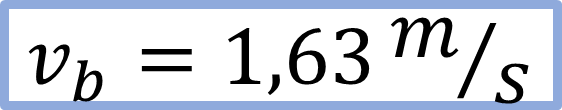 v_b = 1,63 m/s